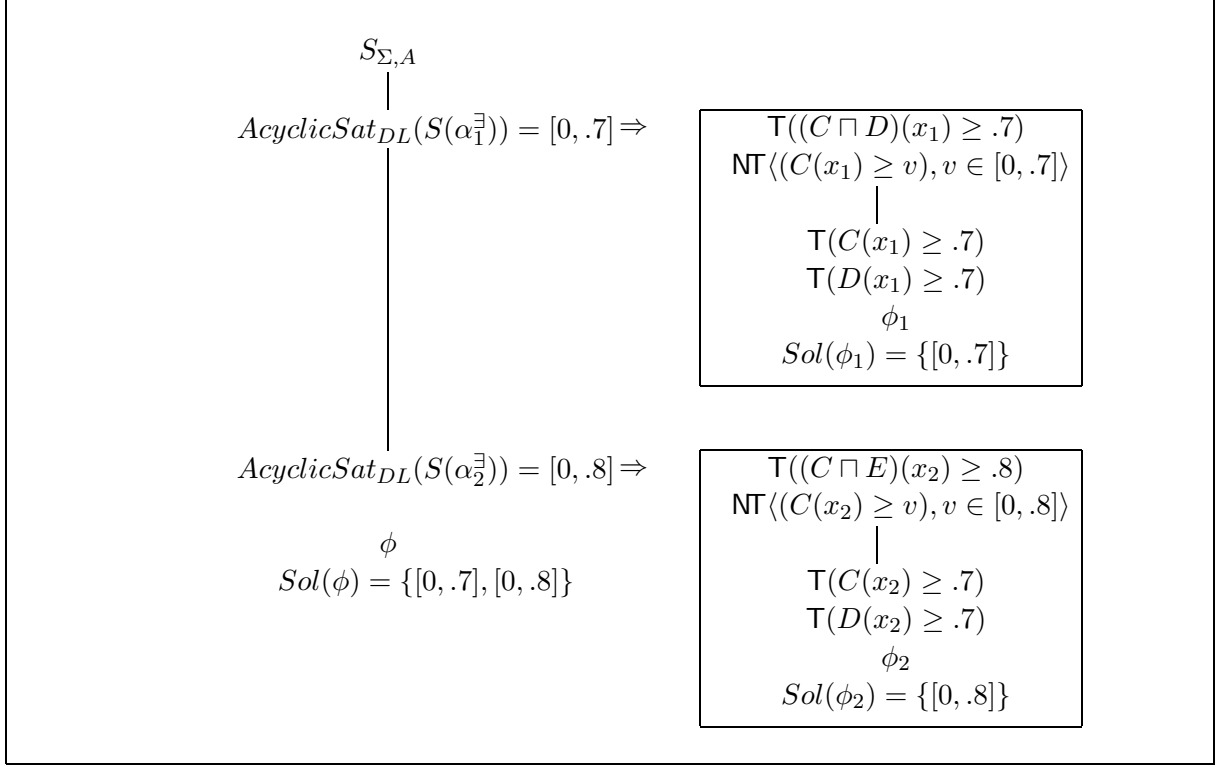 S_{Σ,A}
AcyclicSat_{DL}(S(α_1^∃)) = [0, .7] ⇒
T((C ⊓ D)(x_1) ≥ .7)
NT⟨(C(x_1) ≥ v), v ∈ [0, .7]⟩
T(C(x_1) ≥ .7)
T(D(x_1) ≥ .7)
ϕ_1
Sol(ϕ_1) = {[0, .7]}
AcyclicSat_{DL}(S(α_2^∃)) = [0, .8] ⇒
ϕ
Sol(ϕ) = {[0, .7], [0, .8]}
T((C ⊓ E)(x_2) ≥ .8)
NT⟨(C(x_2) ≥ v), v ∈ [0, .8]⟩
T(C(x_2) ≥ .7)
T(D(x_2) ≥ .7)
ϕ_2
Sol(ϕ_2) = {[0, .8]}